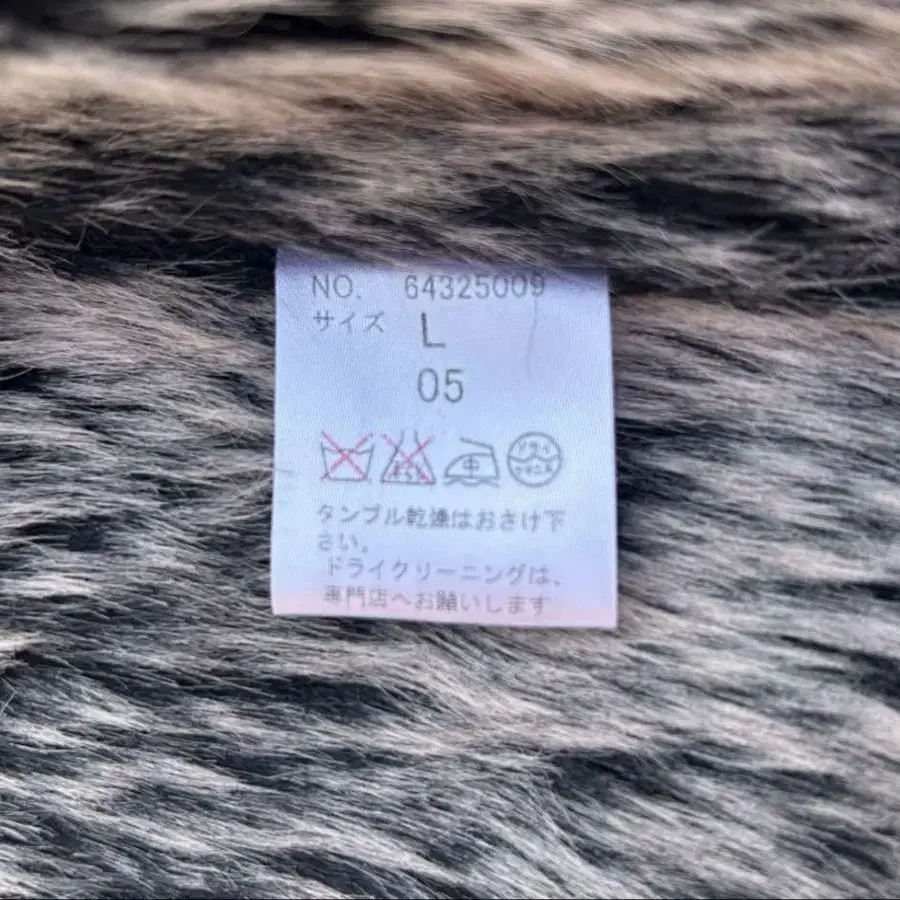 NO. 64325009
サイズ L
05
中
タンブル乾燥はおさけ下
さい。
ドライクリーニングは、
専門店へお願いします